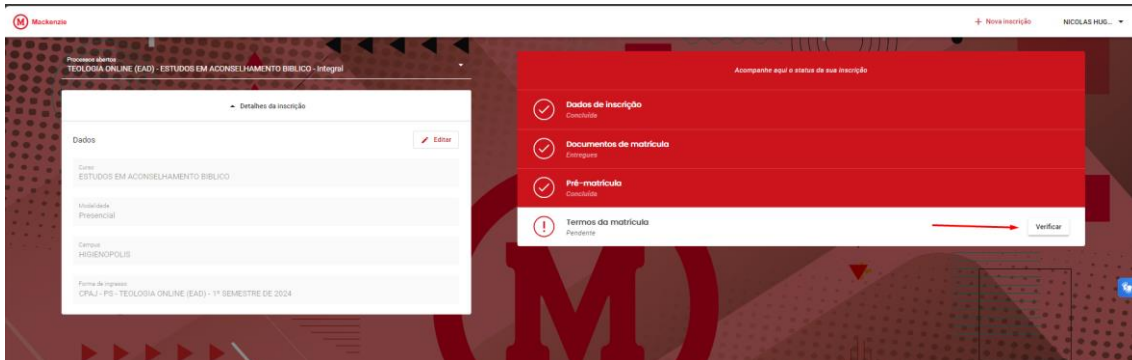 Mackenzie
+ Nova inscrição
NICOLAS HUG...
Processos abertos
TEOLOGIA ONLINE (EAD) - ESTUDOS EM ACONSELHAMENTO BIBLICO - Integral
Detalhes da inscrição
Dados
Editar
Curso
ESTUDOS EM ACONSELHAMENTO BIBLICO
Modalidade
Presencial
Campus
HIGIENOPOLIS
Forma de ingresso
CPAJ - PS - TEOLOGIA ONLINE (EAD) - 1º SEMESTRE DE 2024
Acompanhe aqui o status da sua inscrição
Dados de inscrição
Concluída
Documentos de matrícula
Entregues
Pré-matrícula
Concluída
Termos da matrícula
Pendente
Verificar